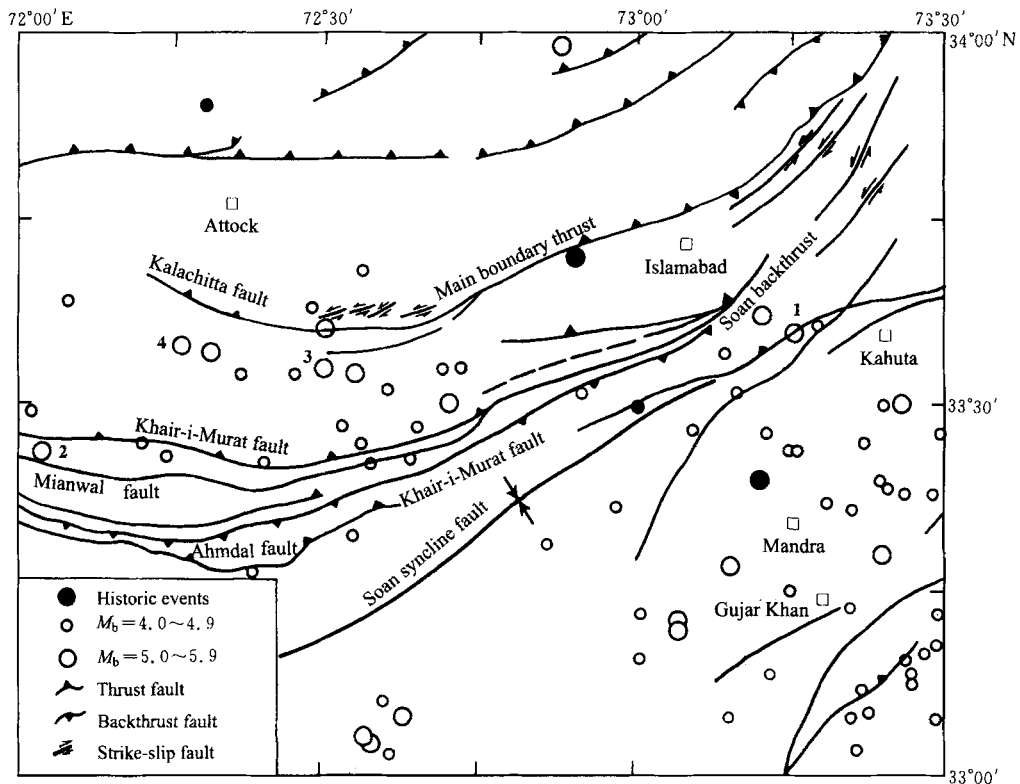 72°00′E
72°30′
73°00′
73°30′
34°00′N
Attock
Kalachitta fault
Main boundary thrust
Islamabad
Soan backthrust
1
Kahuta
4
3
33°30′
Khair-i-Murat fault
2
Mianwal fault
Khair-i-Murat fault
Ahmdal fault
Soan syncline fault
Mandra
Gujar Khan
Historic events
M_b=4.0~4.9
M_b=5.0~5.9
Thrust fault
Backthrust fault
Strike-slip fault
33°00′